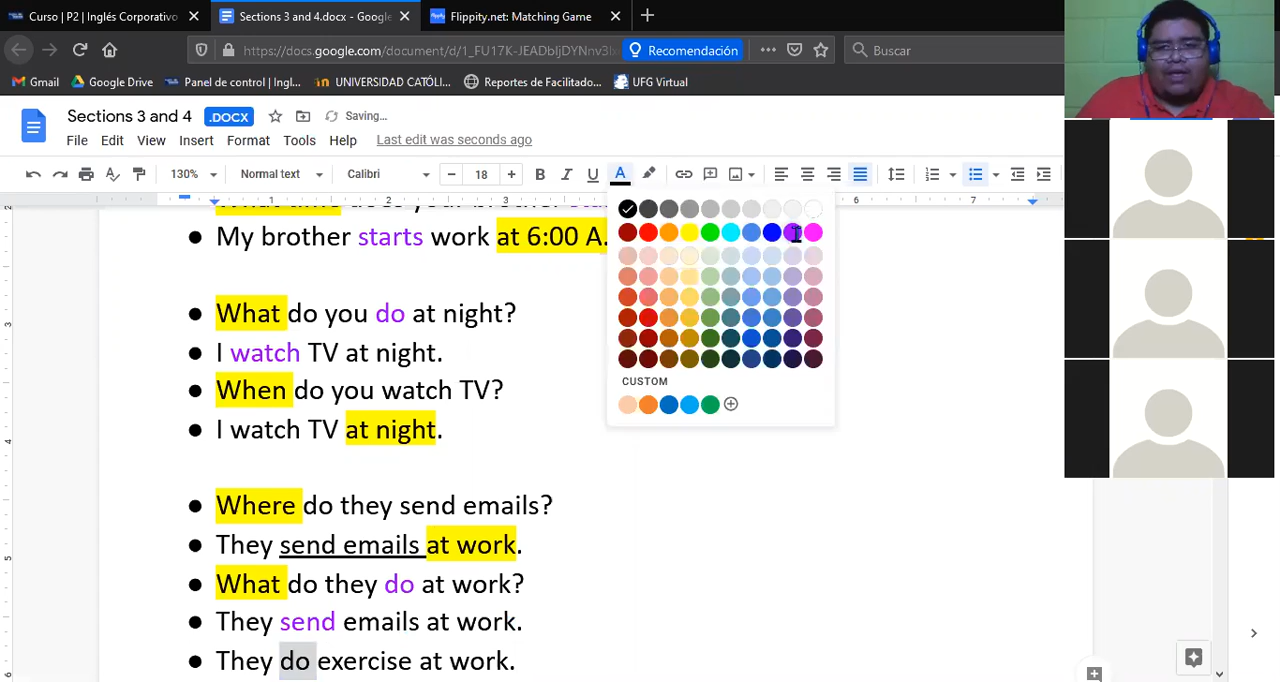 Curso | P2 | Inglés Corporativo
Sections 3 and 4.docx - Google
Flippity.net: Matching Game
https://docs.google.com/document/d/1_FU17K-JEADbljDYNnv3lx
Recomendación
Buscar
Gmail
Google Drive
Panel de control | Ingl...
UNIVERSIDAD CATÓLI...
Reportes de Facilitado...
UFG Virtual
Sections 3 and 4
.DOCX
Saving...
File Edit View Insert Format Tools Help
Last edit was seconds ago
130% Normal text Calibri 18
My brother starts work at 6:00 A.
What do you do at night?
I watch TV at night.
When do you watch TV?
I watch TV at night.
Where do they send emails?
They send emails at work.
What do they do at work?
They send emails at work.
They do exercise at work.
CUSTOM